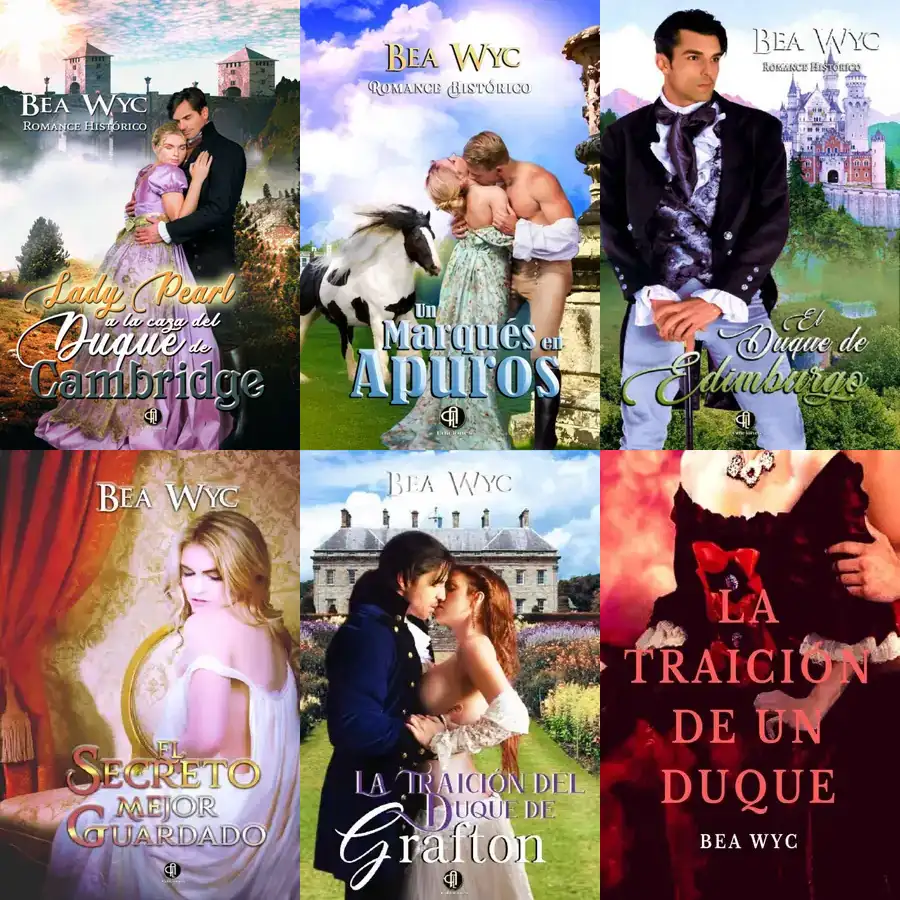 BEA WYC
ROMANCE HISTÓRICO
Lady Pearl
a la caza del
Duque de
Cambridge
BEA WYC
ROMANCE HISTÓRICO
Un
Marqués en
Apuros
EDICIONES
BEA WYC
ROMANCE HISTÓRICO
El
Duque de
Edimburgo
BEA WYC
EL
SECRETO
MEJOR
GUARDADO
BEA WYC
LA TRAICIÓN DEL
DUQUE DE
Grafton
LA
TRAICIÓN
DE UN
DUQUE
BEA WYC